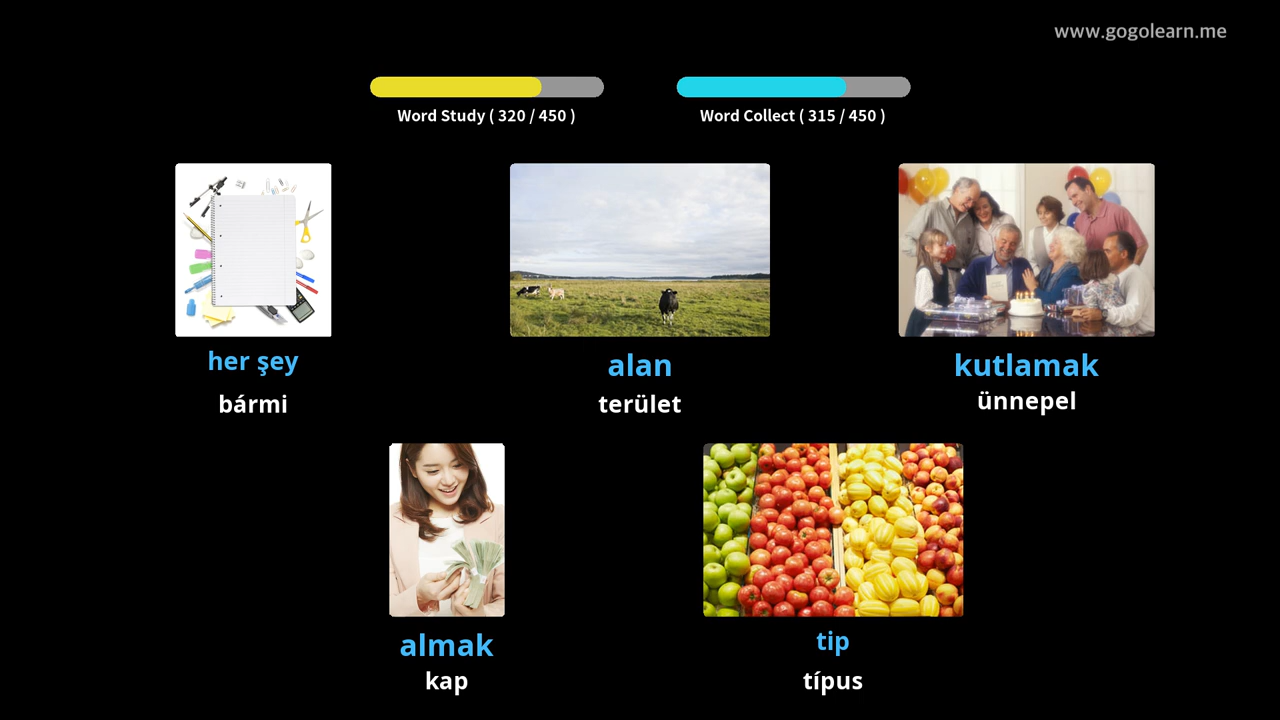 www.gogolearn.me
Word Study ( 320 / 450 )
Word Collect ( 315 / 450 )
her şey
bármi
alan
terület
kutlamak
ünnepel
almak
kap
tip
típus